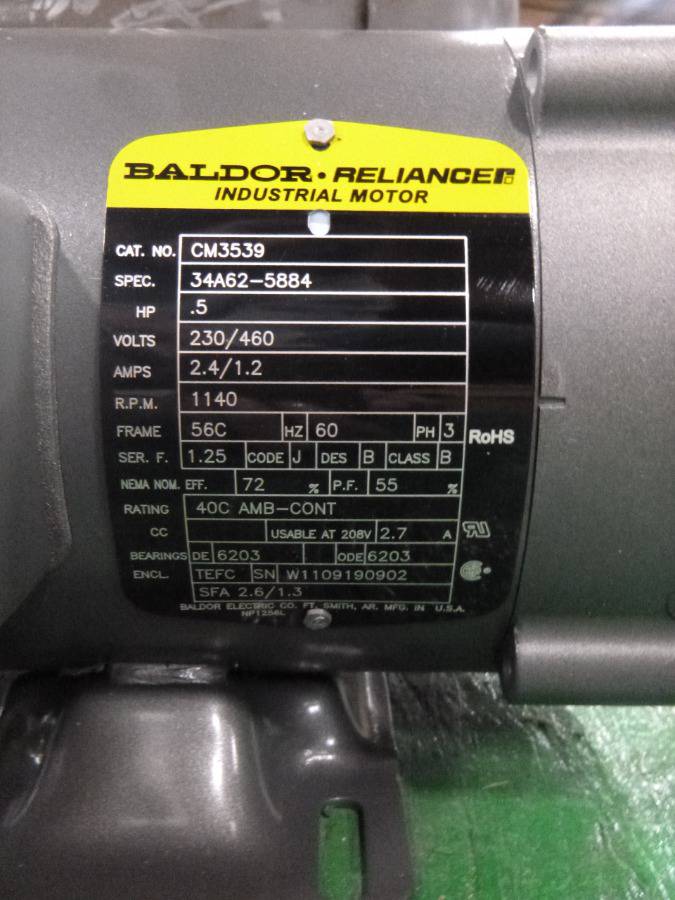 BALDOR • RELIANCE
INDUSTRIAL MOTOR
CAT. NO. CM3539
SPEC. 34A62-5884
HP .5
VOLTS 230/460
AMPS 2.4/1.2
R.P.M. 1140
FRAME 56C HZ 60 PH 3 RoHS
SER. F. 1.25 CODE J DES B CLASS B
NEMA NOM. EFF. 72 % P.F. 55 %
RATING 40C AMB-CONT
CC USABLE AT 208V 2.7 A
BEARINGS DE 6203 ODE 6203
ENCL. TEFC SN W1109190902
SFA 2.6/1.3
BALDOR ELECTRIC CO. FT. SMITH, AR. MFG. IN U.S.A.
NP1256L